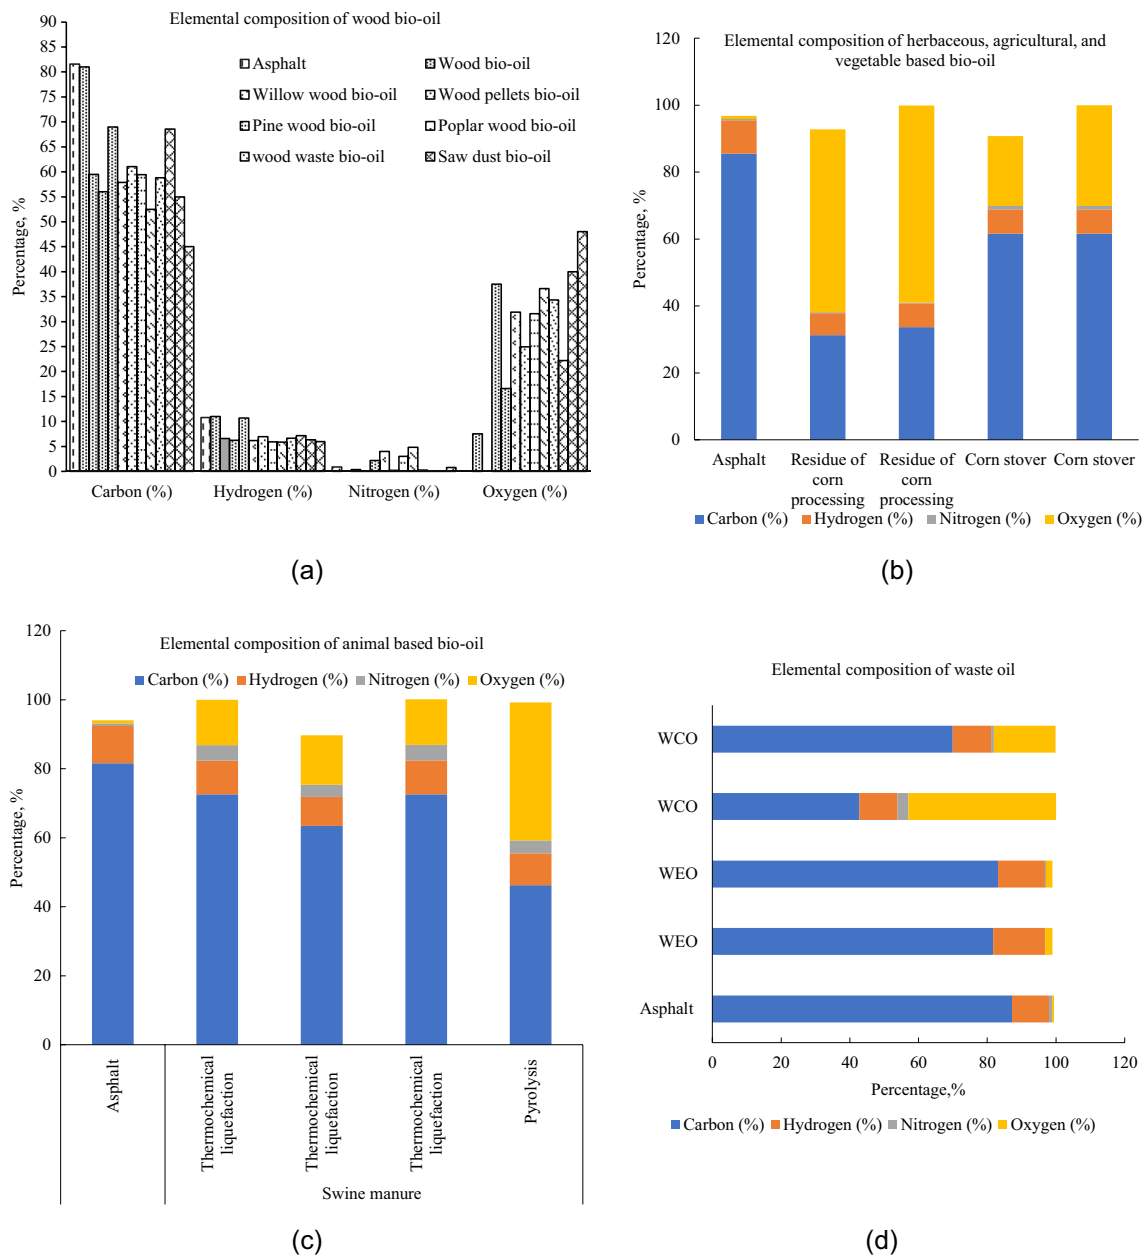 Elemental composition of wood bio-oil
90
85
80
75
70
65
60
55
50
45
40
35
30
25
20
15
10
5
0
Percentage, %
Asphalt
Wood bio-oil
Willow wood bio-oil
Wood pellets bio-oil
Pine wood bio-oil
Poplar wood bio-oil
wood waste bio-oil
Saw dust bio-oil
Carbon (%)
Hydrogen (%)
Nitrogen (%)
Oxygen (%)
(a)
Elemental composition of herbaceous, agricultural, and
vegetable based bio-oil
120
100
80
60
40
20
0
Percentage, %
Asphalt
Residue of
corn
processing
Residue of
corn
processing
Corn stover
Corn stover
Carbon (%)
Hydrogen (%)
Nitrogen (%)
Oxygen (%)
(b)
Elemental composition of animal based bio-oil
Carbon (%)
Hydrogen (%)
Nitrogen (%)
Oxygen (%)
120
100
80
60
40
20
0
Percentage, %
Asphalt
Thermochemical
liquefaction
Thermochemical
liquefaction
Thermochemical
liquefaction
Pyrolysis
Swine manure
(c)
Elemental composition of waste oil
WCO
WCO
WEO
WEO
Asphalt
0
20
40
60
80
100
120
Percentage,%
Carbon (%)
Hydrogen (%)
Nitrogen (%)
Oxygen (%)
(d)